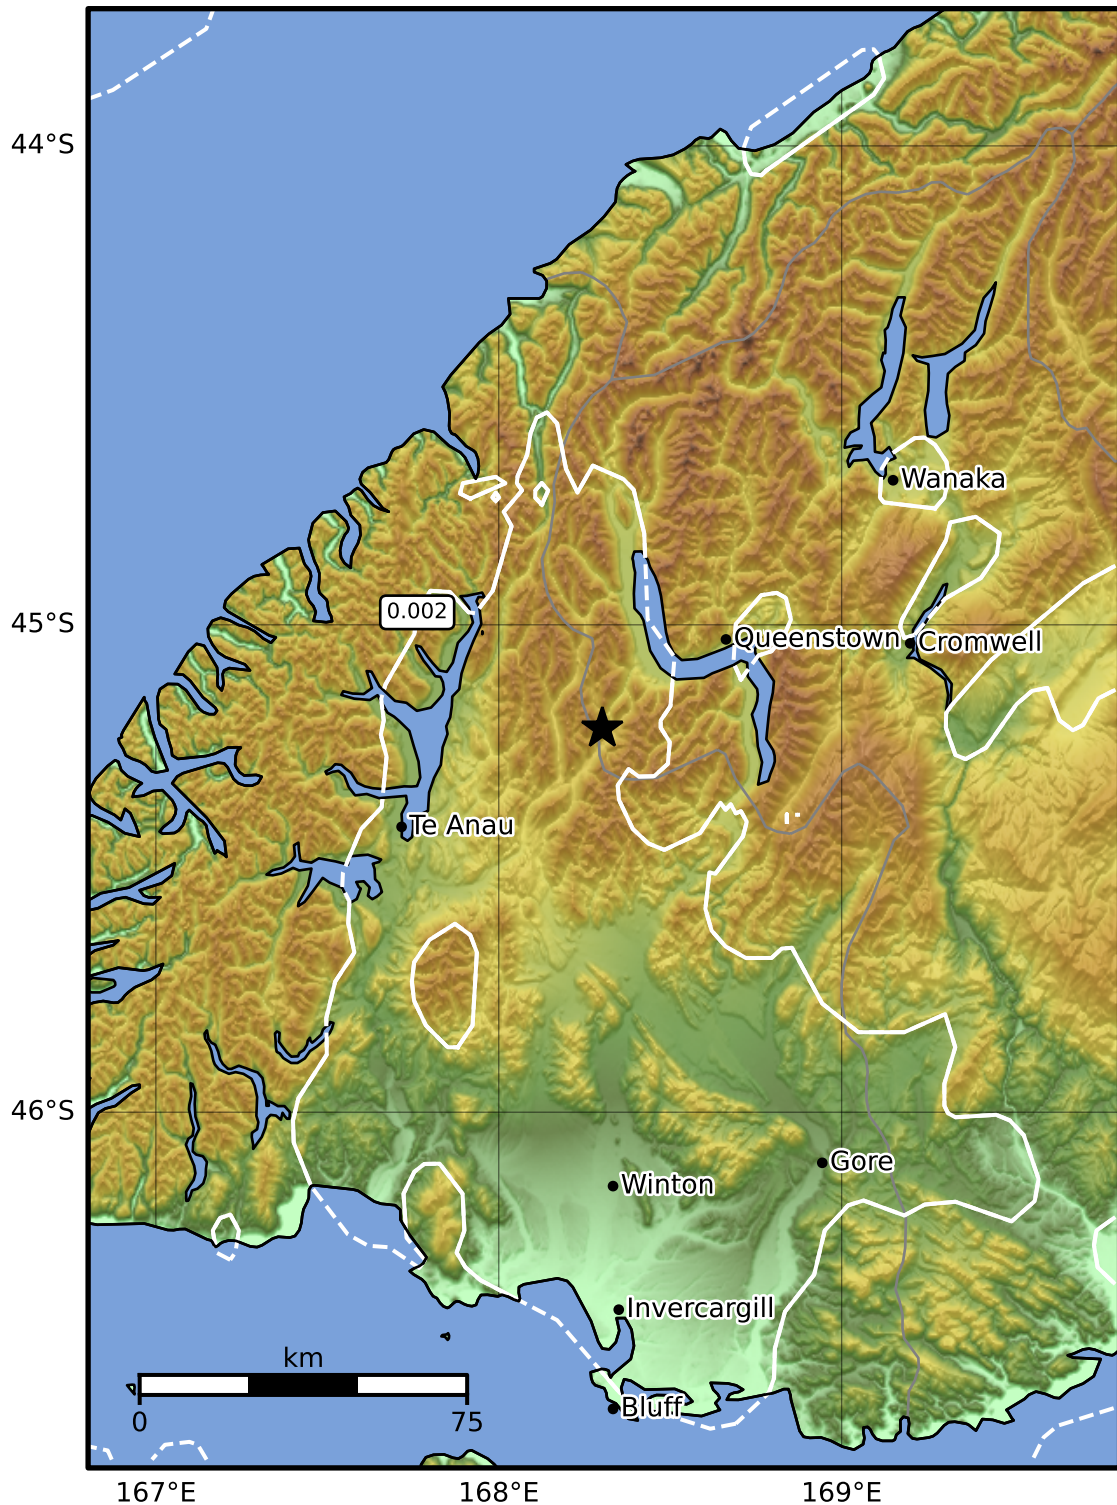 44°S
Wanaka
0.002
45°S
Queenstown
Cromwell
Te Anau
46°S
Gore
Winton
Invercargill
km
Bluff
0
75
167°E
168°E
169°E